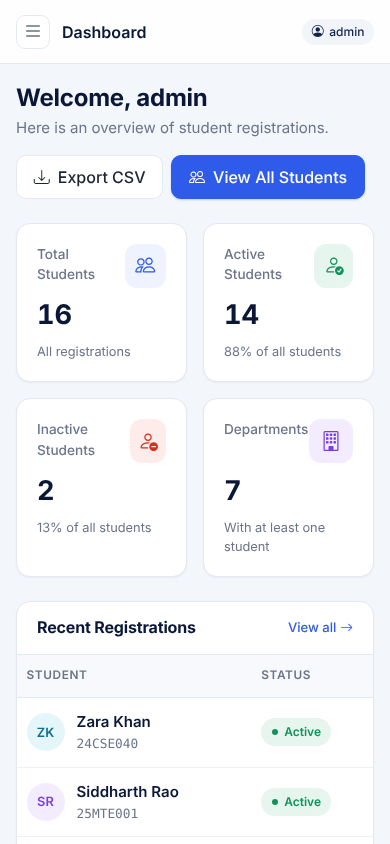 Dashboard
admin
Welcome, admin
Here is an overview of student registrations.
Export CSV
View All Students
Total
Students
16
All registrations
Active
Students
14
88% of all students
Inactive
Students
2
13% of all students
Departments
7
With at least one
student
Recent Registrations
View all →
STUDENT
STATUS
ZK
Zara Khan
24CSE040
Active
SR
Siddharth Rao
25MTE001
Active